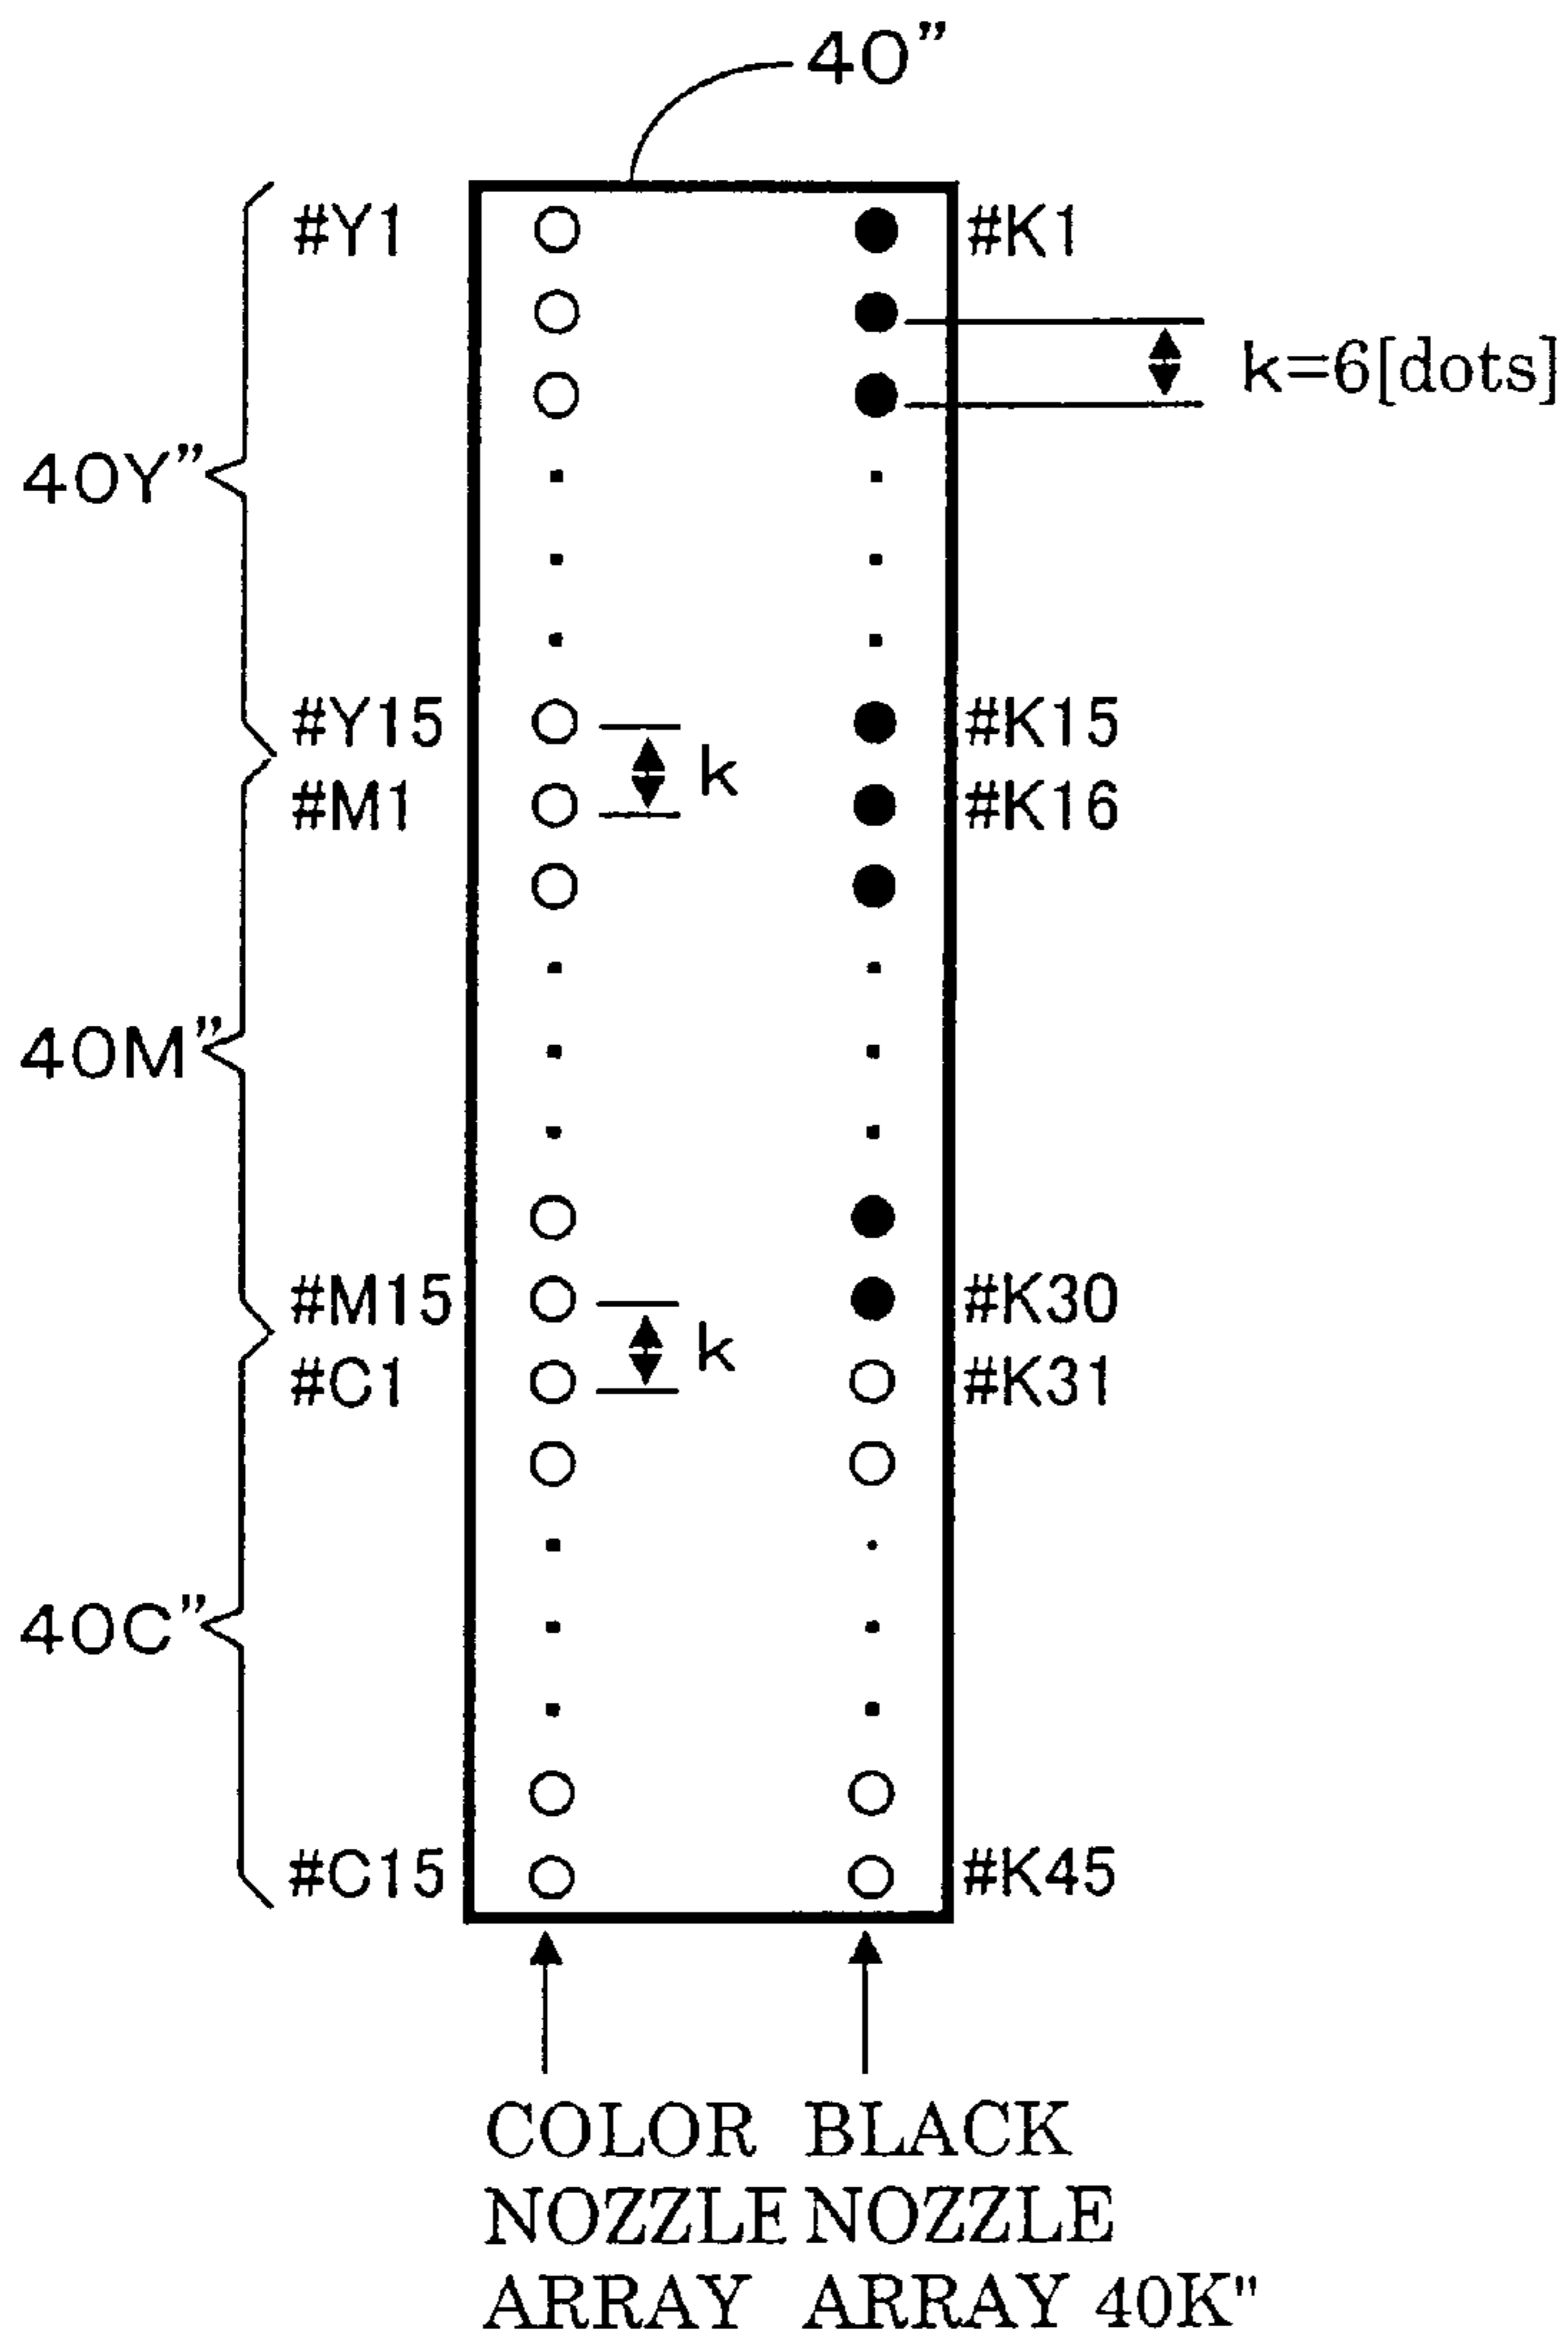 40”
#Y1
#K1
k=6[dots]
40Y”
#Y15
#K15
k
#M1
#K16
40M”
#M15
#K30
k
#C1
#K31
40C”
#C15
#K45
COLOR BLACK
NOZZLE NOZZLE
ARRAY ARRAY 40K"